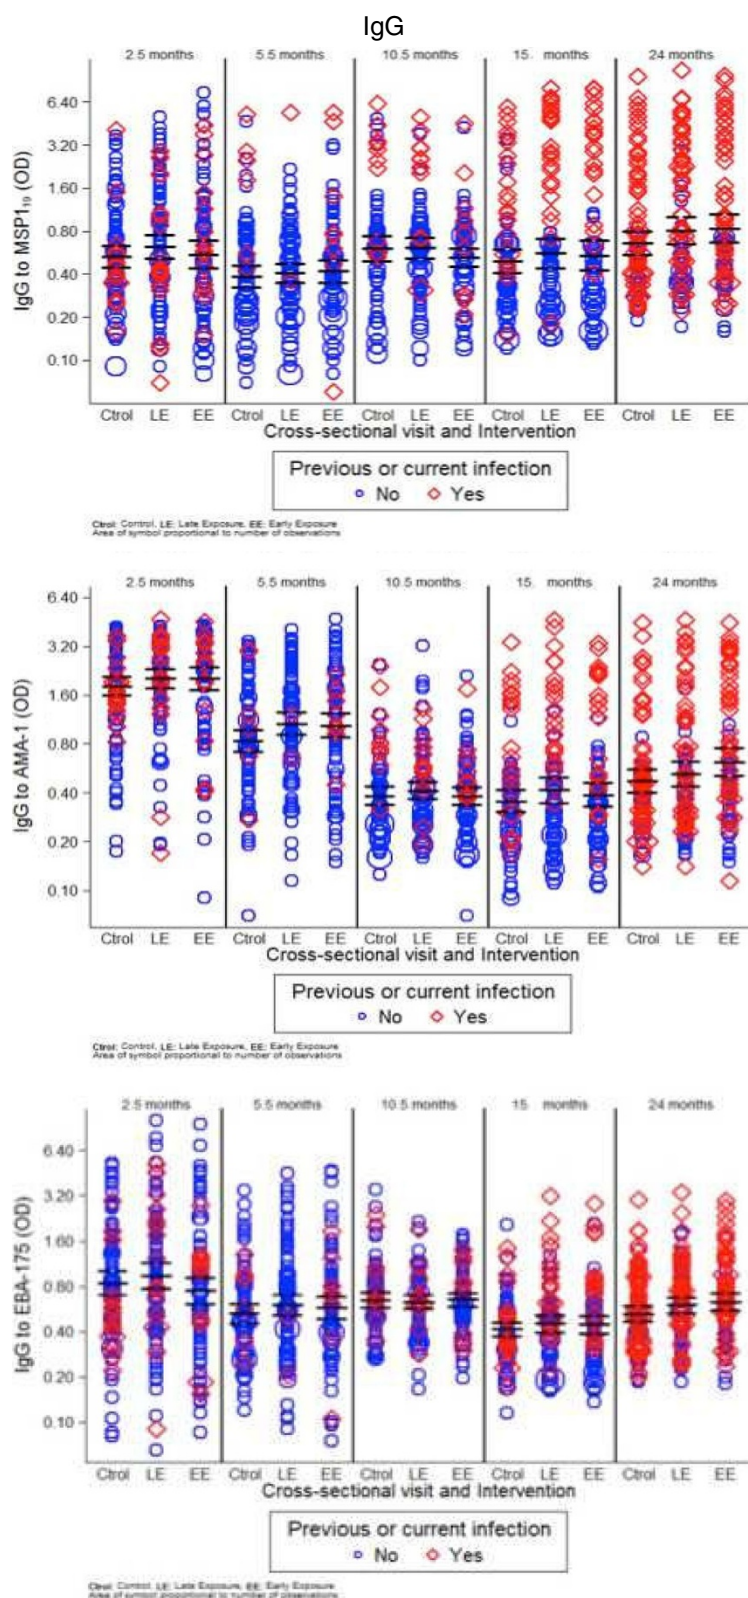 IgG
2.5 months 5.5 months 10.5 months 15. months 24 months
IgG to MSP1₁₉ (OD)
6.40
3.20
1.60
0.80
0.40
0.20
0.10
Ctrol LE EE Ctrol LE EE Ctrol LE EE Ctrol LE EE Ctrol LE EE
Cross-sectional visit and Intervention
Previous or current infection
No Yes
Ctrol: Control, LE: Late Exposure, EE: Early Exposure
Area of symbol proportional to number of observations
2.5 months 5.5 months 10.5 months 15. months 24 months
IgG to AMA-1 (OD)
6.40
3.20
1.60
0.80
0.40
0.20
0.10
Ctrol LE EE Ctrol LE EE Ctrol LE EE Ctrol LE EE Ctrol LE EE
Cross-sectional visit and Intervention
Previous or current infection
No Yes
Ctrol: Control, LE: Late Exposure, EE: Early Exposure
Area of symbol proportional to number of observations
2.5 months 5.5 months 10.5 months 15 months 24 months
IgG to EBA-175 (OD)
6.40
3.20
1.60
0.80
0.40
0.20
0.10
Ctrol LE EE Ctrol LE EE Ctrol LE EE Ctrol LE EE Ctrol LE EE
Cross-sectional visit and Intervention
Previous or current infection
No Yes
Ctrol: Control, LE: Late Exposure, EE: Early Exposure
Area of symbol proportional to number of observations